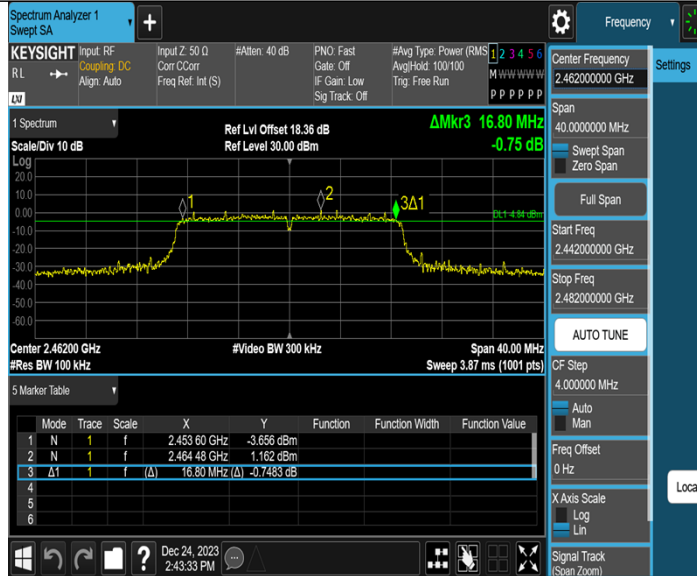 Spectrum Analyzer 1
Swept SA
Frequency
KEYSIGHT
RL
LXI
Input: RF
Coupling: DC
Align: Auto
Input Z: 50 Ω
Corr CCorr
Freq Ref: Int (S)
#Atten: 40 dB
PNO: Fast
Gate: Off
IF Gain: Low
Sig Track: Off
#Avg Type: Power (RMS
Avg|Hold: 100/100
Trig: Free Run
1 2 3 4 5 6
M W W W W W
P P P P P P
1 Spectrum
Scale/Div 10 dB
Ref Lvl Offset 18.36 dB
Ref Level 30.00 dBm
ΔMkr3 16.80 MHz
-0.75 dB
Log
20.0
10.0
0.00
-10.0
-20.0
-30.0
-40.0
-50.0
-60.0
1
2
3Δ1
DL1 -4.84 dBm
Center 2.46200 GHz
#Video BW 300 kHz
Span 40.00 MHz
#Res BW 100 kHz
Sweep 3.87 ms (1001 pts)
5 Marker Table
Mode Trace Scale X Y Function Function Width Function Value
1 N 1 f 2.453 60 GHz -3.656 dBm
2 N 1 f 2.464 48 GHz 1.162 dBm
3 Δ1 1 f (Δ) 16.80 MHz (Δ) -0.7483 dB
4
5
6
Dec 24, 2023
2:43:33 PM
Center Frequency
2.462000000 GHz
Span
40.0000000 MHz
Swept Span
Zero Span
Full Span
Start Freq
2.442000000 GHz
Stop Freq
2.482000000 GHz
AUTO TUNE
CF Step
4.000000 MHz
Auto
Man
Freq Offset
0 Hz
X Axis Scale
Log
Lin
Signal Track
(Span Zoom)
Settings
Loca